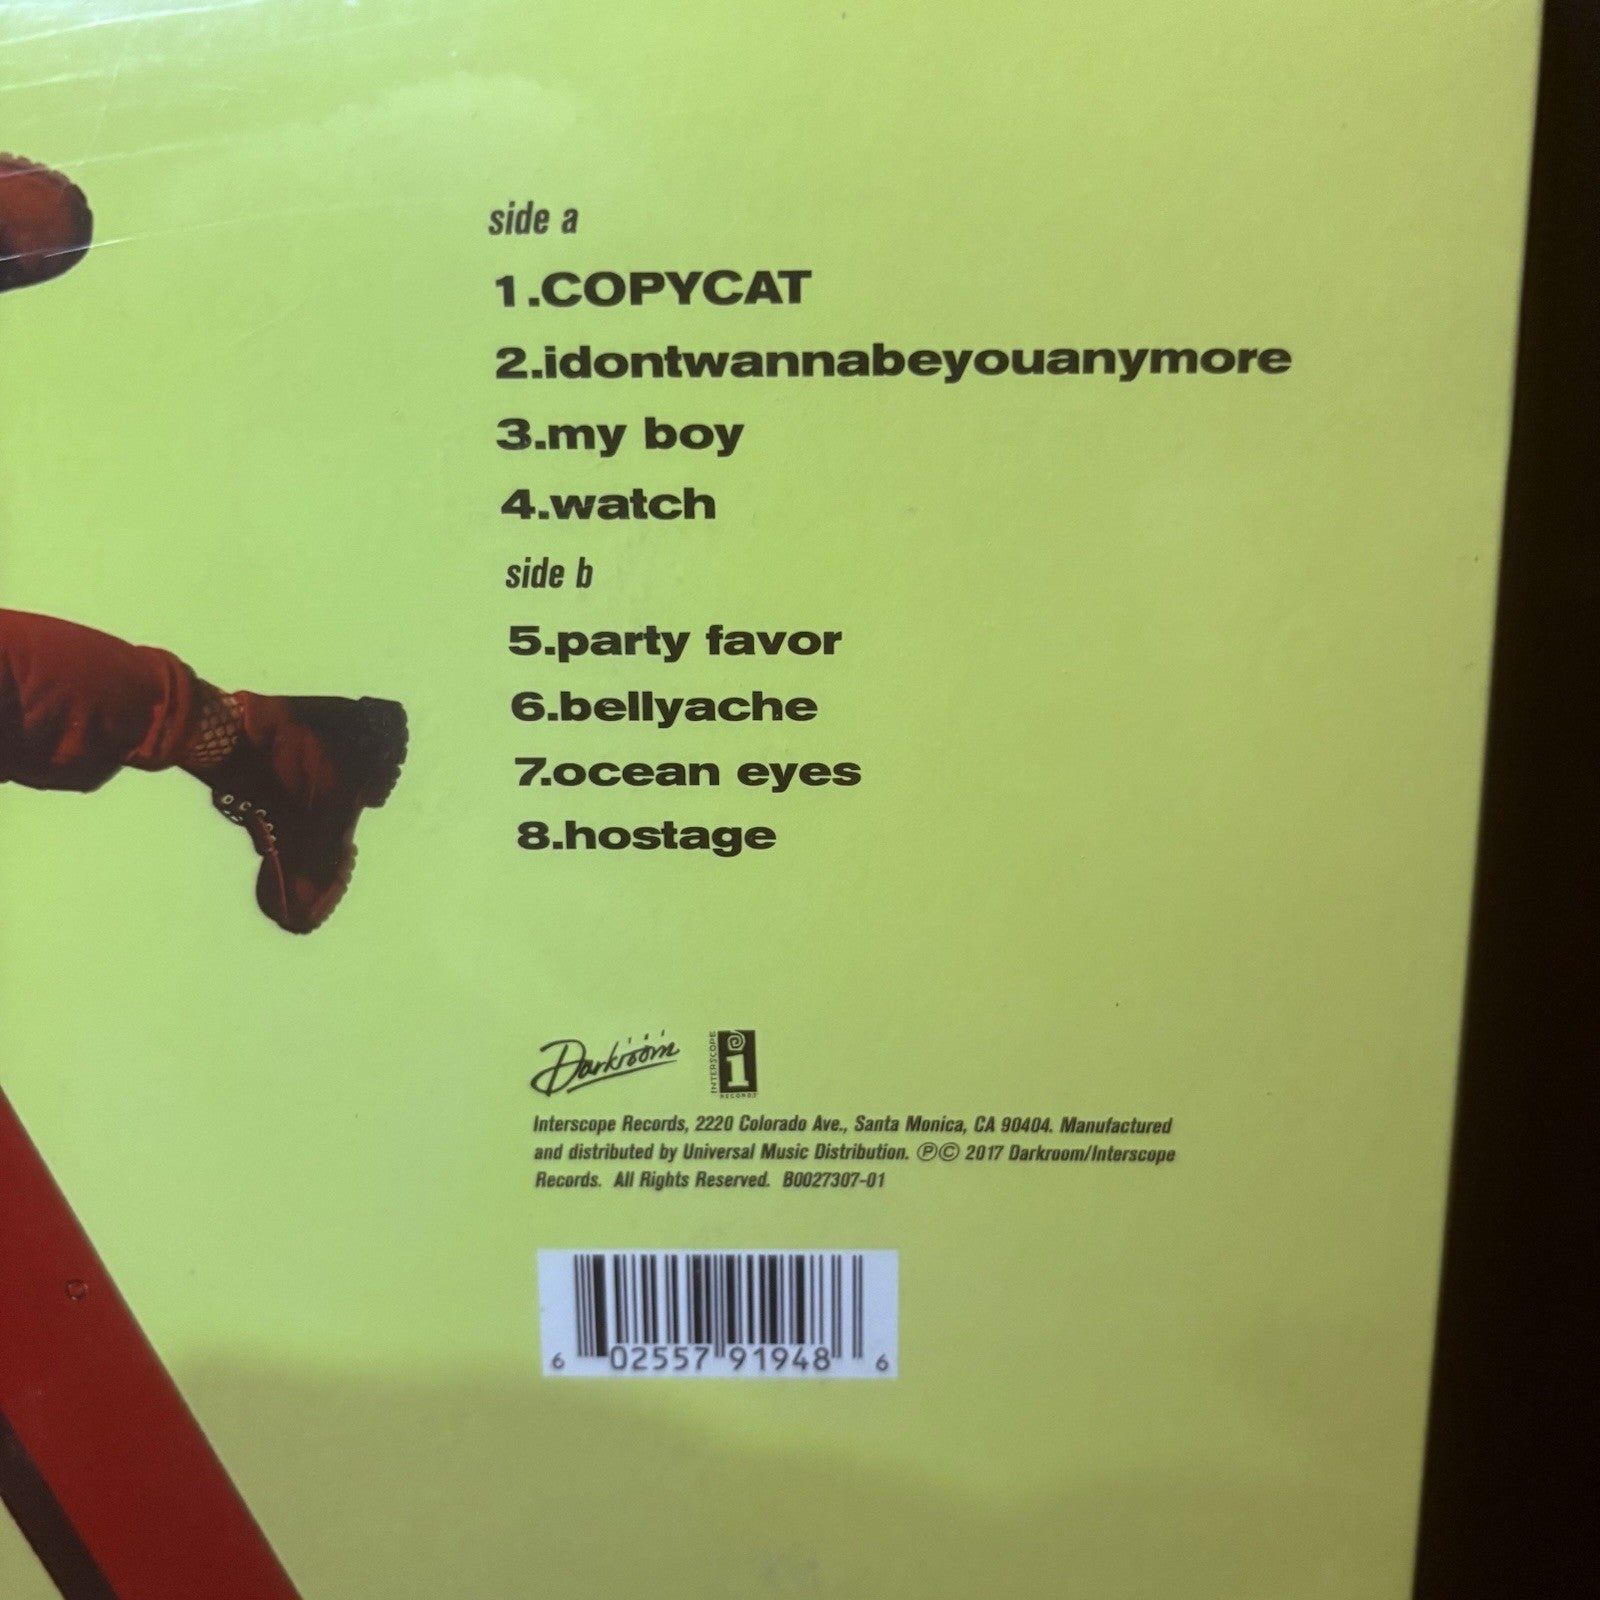 side a
1.COPYCAT
2.idontwannabeyouanymore
3.my boy
4.watch
side b
5.party favor
6.bellyache
7.ocean eyes
8.hostage
Darkroom
INTERSCOPE
i
RECORDS
Interscope Records, 2220 Colorado Ave., Santa Monica, CA 90404. Manufactured
and distributed by Universal Music Distribution. ℗© 2017 Darkroom/Interscope
Records. All Rights Reserved. B0027307-01
6 02557 91948 6